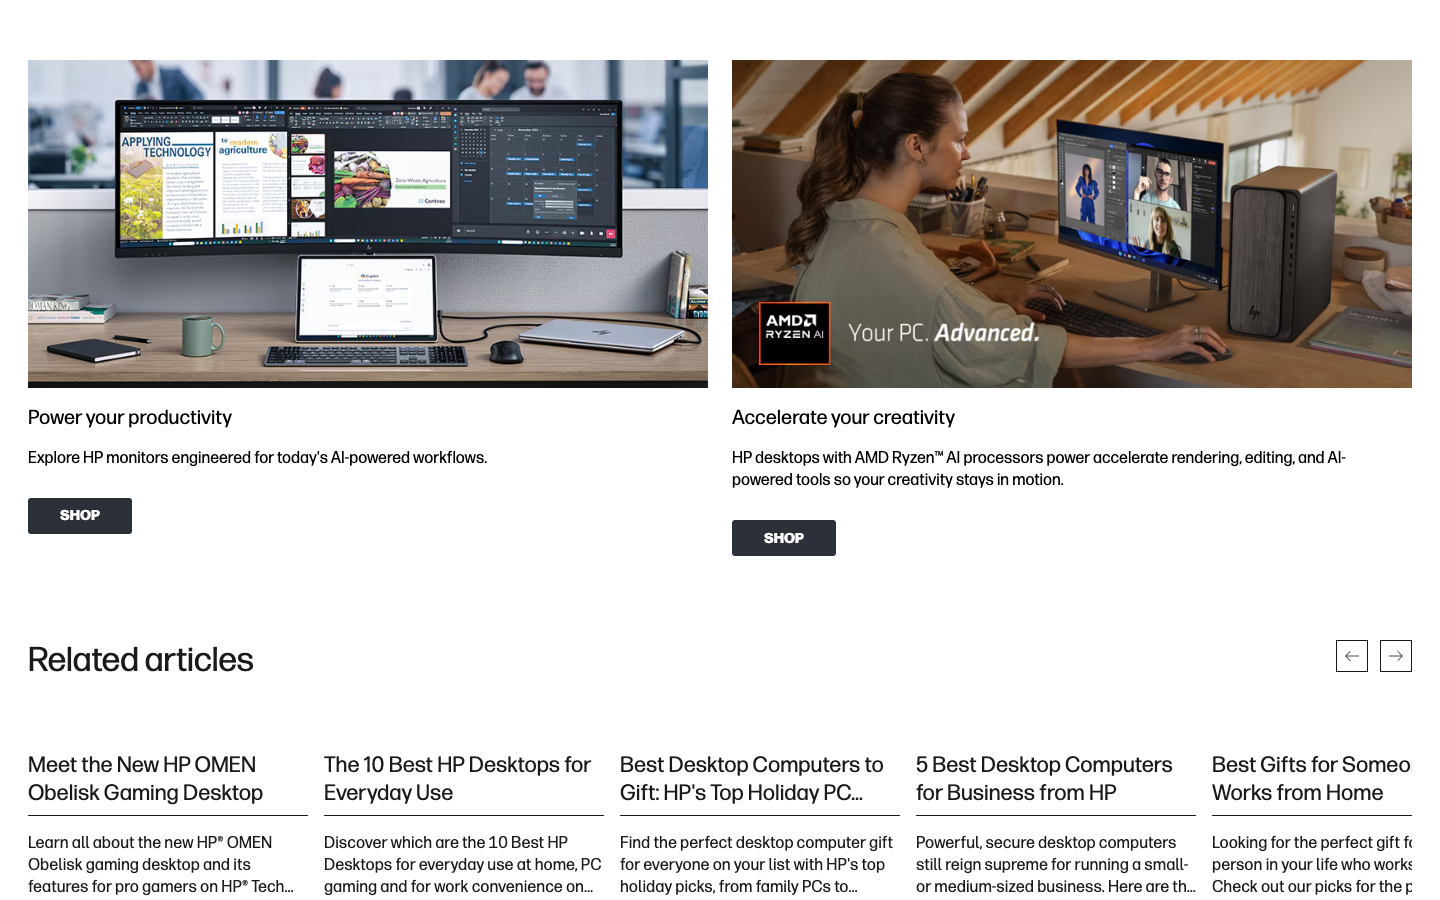 APPLYING
TECHNOLOGY
to modern
agriculture
Zero Waste Agriculture
Contoso
Copilot
AMD
RYZEN AI
Your PC. Advanced.
Power your productivity
Explore HP monitors engineered for today's AI-powered workflows.
SHOP
Accelerate your creativity
HP desktops with AMD Ryzen™ AI processors power accelerate rendering, editing, and AI-
powered tools so your creativity stays in motion.
SHOP
Related articles
Meet the New HP OMEN
Obelisk Gaming Desktop
Learn all about the new HP® OMEN
Obelisk gaming desktop and its
features for pro gamers on HP® Tech...
The 10 Best HP Desktops for
Everyday Use
Discover which are the 10 Best HP
Desktops for everyday use at home, PC
gaming and for work convenience on...
Best Desktop Computers to
Gift: HP's Top Holiday PC...
Find the perfect desktop computer gift
for everyone on your list with HP's top
holiday picks, from family PCs to...
5 Best Desktop Computers
for Business from HP
Powerful, secure desktop computers
still reign supreme for running a small-
or medium-sized business. Here are th...
Best Gifts for Someo
Works from Home
Looking for the perfect gift fo
person in your life who works
Check out our picks for the p